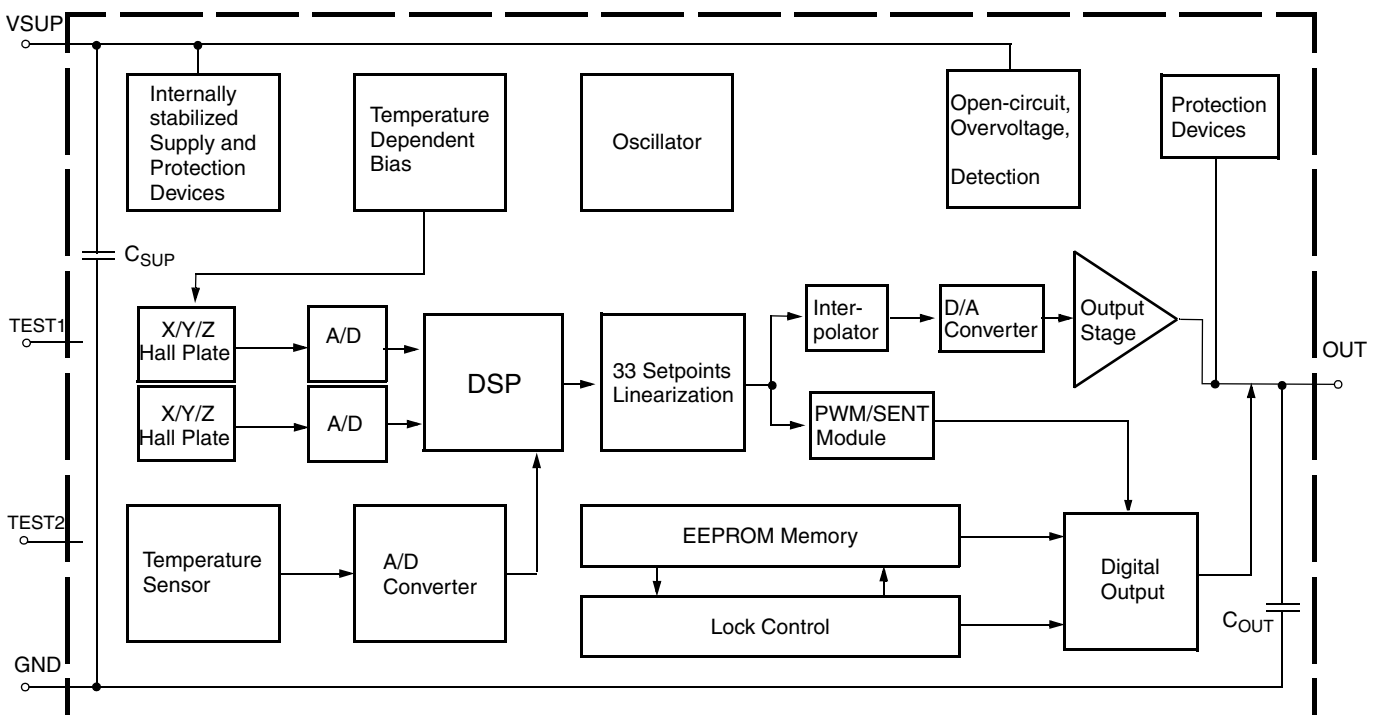 VSUP
Internally
stabilized
Supply and
Protection
Devices
Temperature
Dependent
Bias
Oscillator
Open-circuit,
Overvoltage,
Detection
Protection
Devices
CSUP
TEST1
X/Y/Z
Hall Plate
A/D
X/Y/Z
Hall Plate
A/D
DSP
33 Setpoints
Linearization
Inter-
polator
D/A
Converter
Output
Stage
OUT
PWM/SENT
Module
TEST2
Temperature
Sensor
A/D
Converter
EEPROM Memory
Lock Control
Digital
Output
COUT
GND